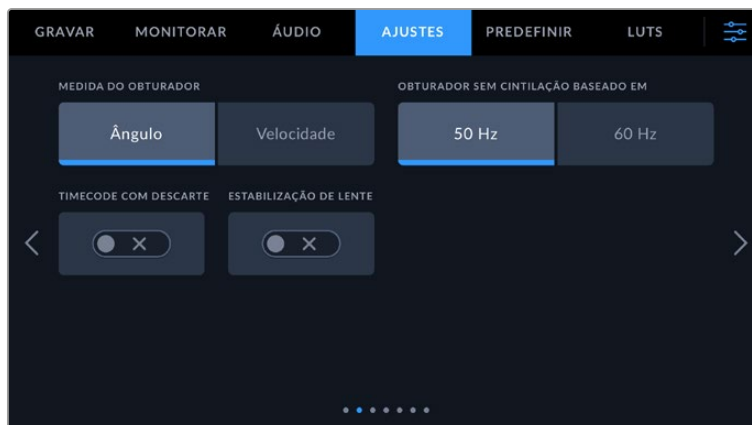 GRAVAR MONITORAR ÁUDIO AJUSTES PREDEFINIR LUTS
MEDIDA DO OBTURADOR OBTURADOR SEM CINTILAÇÃO BASEADO EM
Ângulo Velocidade 50 Hz 60 Hz
TIMECODE COM DESCARTE ESTABILIZAÇÃO DE LENTE